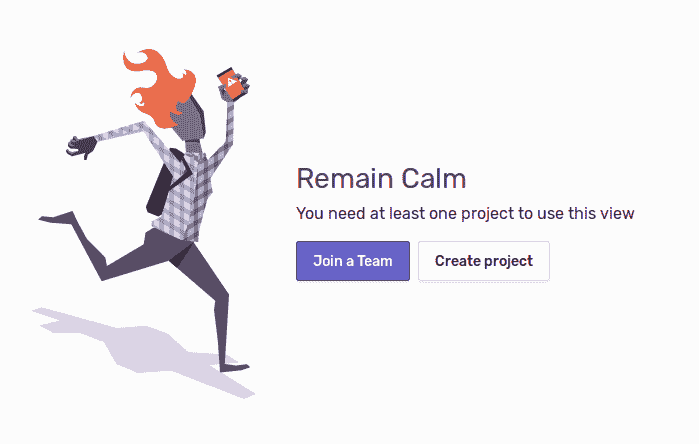 Remain Calm
You need at least one project to use this view
Join a Team
Create project